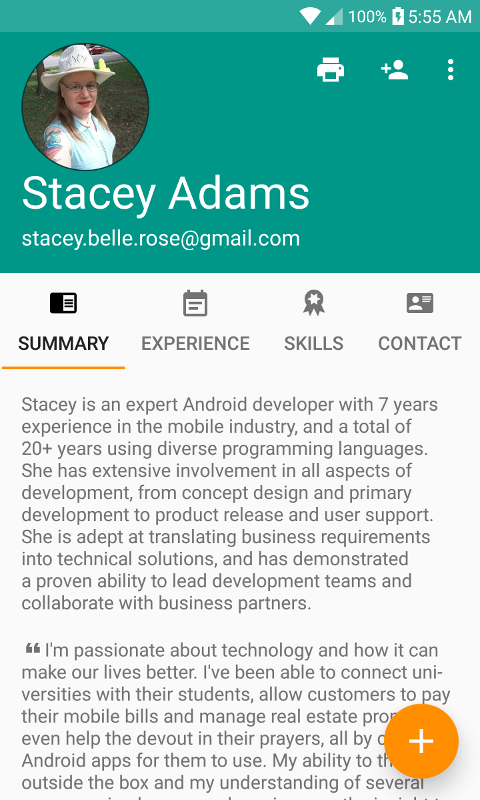 100% 5:55 AM
Stacey Adams
stacey.belle.rose@gmail.com
SUMMARY EXPERIENCE SKILLS CONTACT
Stacey is an expert Android developer with 7 years
experience in the mobile industry, and a total of
20+ years using diverse programming languages.
She has extensive involvement in all aspects of
development, from concept design and primary
development to product release and user support.
She is adept at translating business requirements
into technical solutions, and has demonstrated
a proven ability to lead development teams and
collaborate with business partners.
❝ I'm passionate about technology and how it can
make our lives better. I've been able to connect uni-
versities with their students, allow customers to pay
their mobile bills and manage real estate
even help the devout in their prayers, all by
Android apps for them to use. My ability to
outside the box and my understanding of several